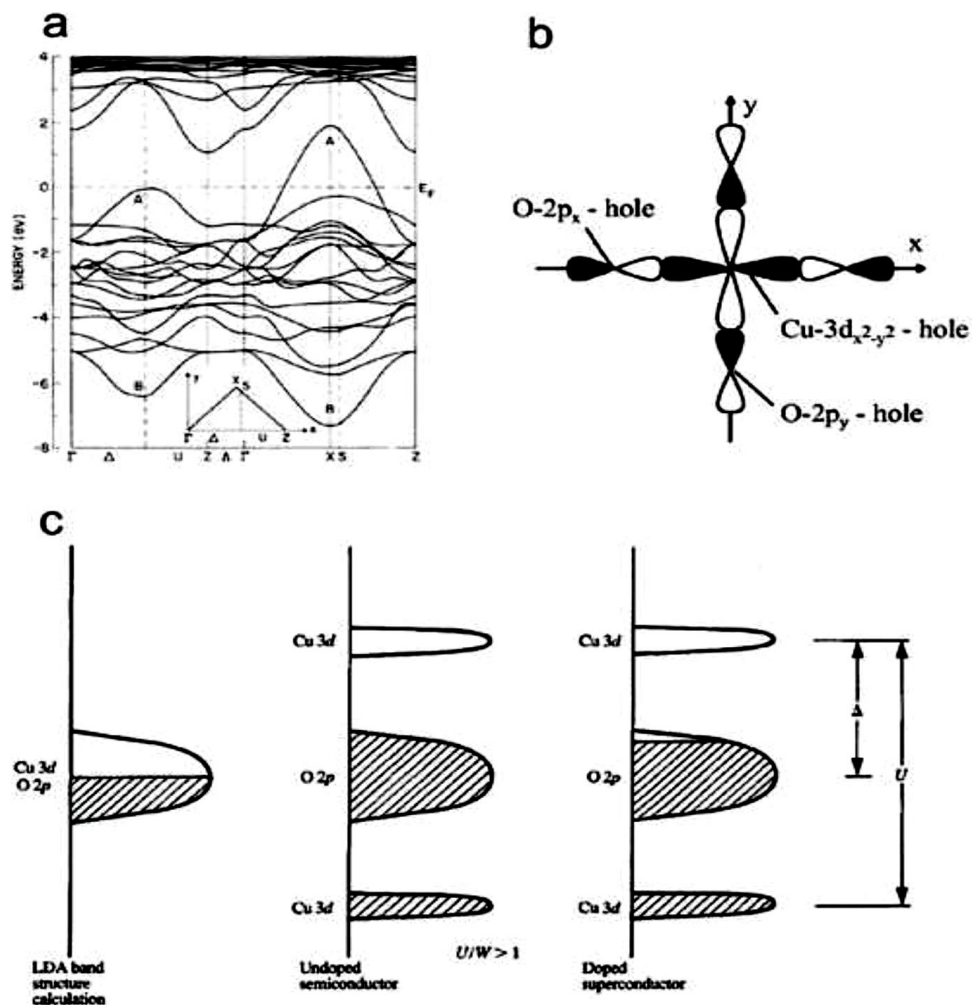 a
4
2
0
-2
-4
-6
-8
ENERGY (eV)
A
A
E_F
B
B
y
X S
Γ
Δ
U
Z
x
Γ Δ U Z Λ Γ X S Z
b
y
x
O-2p_x - hole
Cu-3d_x²-y² - hole
O-2p_y - hole
c
Cu 3d
O 2p
LDA band
structure
calculation
Cu 3d
O 2p
Cu 3d
U/W > 1
Undoped
semiconductor
Cu 3d
O 2p
Cu 3d
Δ
U
Doped
superconductor